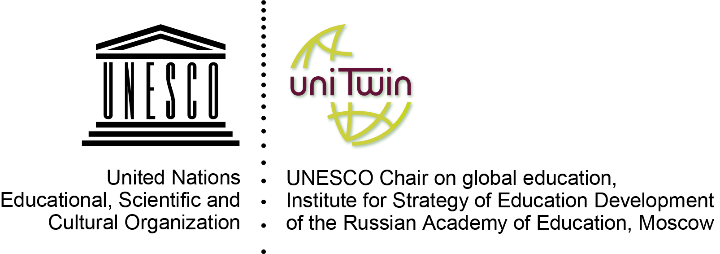 UNESCO
United Nations
Educational, Scientific and
Cultural Organization
uniTwin
UNESCO Chair on global education,
Institute for Strategy of Education Development
of the Russian Academy of Education, Moscow